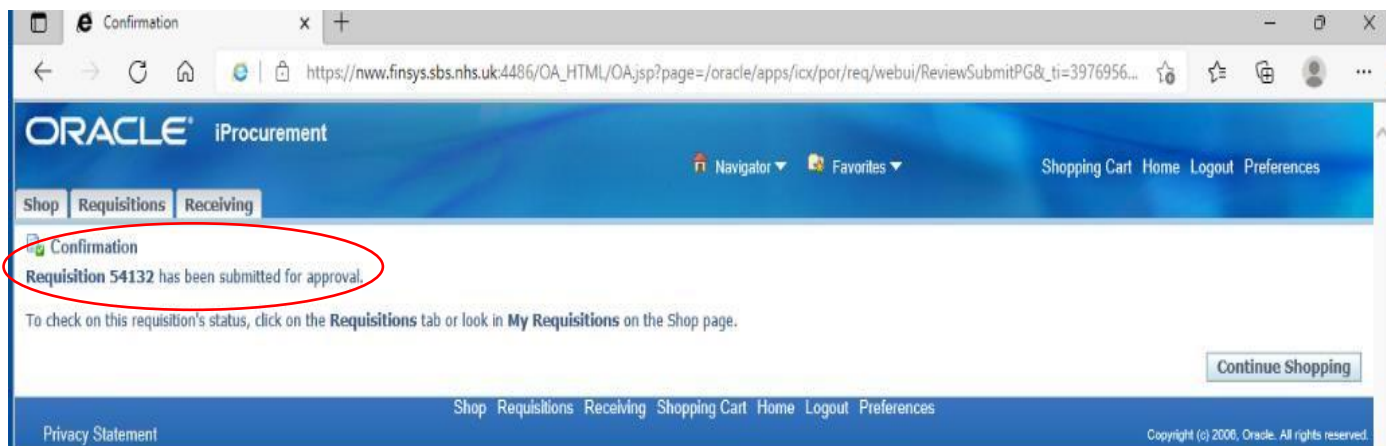 Confirmation
https://nww.finsys.sbs.nhs.uk:4486/OA_HTML/OA.jsp?page=/oracle/apps/icx/por/req/webui/ReviewSubmitPG&_ti=3976956...
ORACLE® iProcurement
Navigator Favorites Shopping Cart Home Logout Preferences
Shop Requisitions Receiving
Confirmation
Requisition 54132 has been submitted for approval.
To check on this requisition's status, click on the Requisitions tab or look in My Requisitions on the Shop page.
Continue Shopping
Shop Requisitions Receiving Shopping Cart Home Logout Preferences
Privacy Statement Copyright (c) 2006, Oracle. All rights reserved.